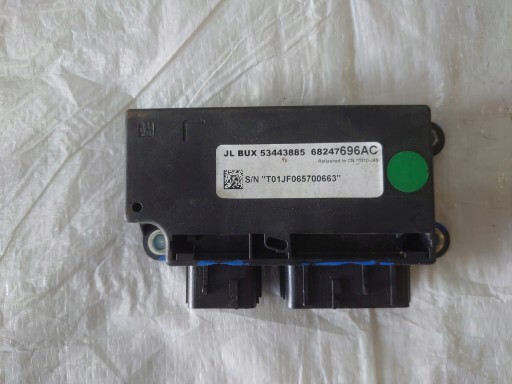 JL BUX 53443885 68247696AC
S/N "T01JF065700663"